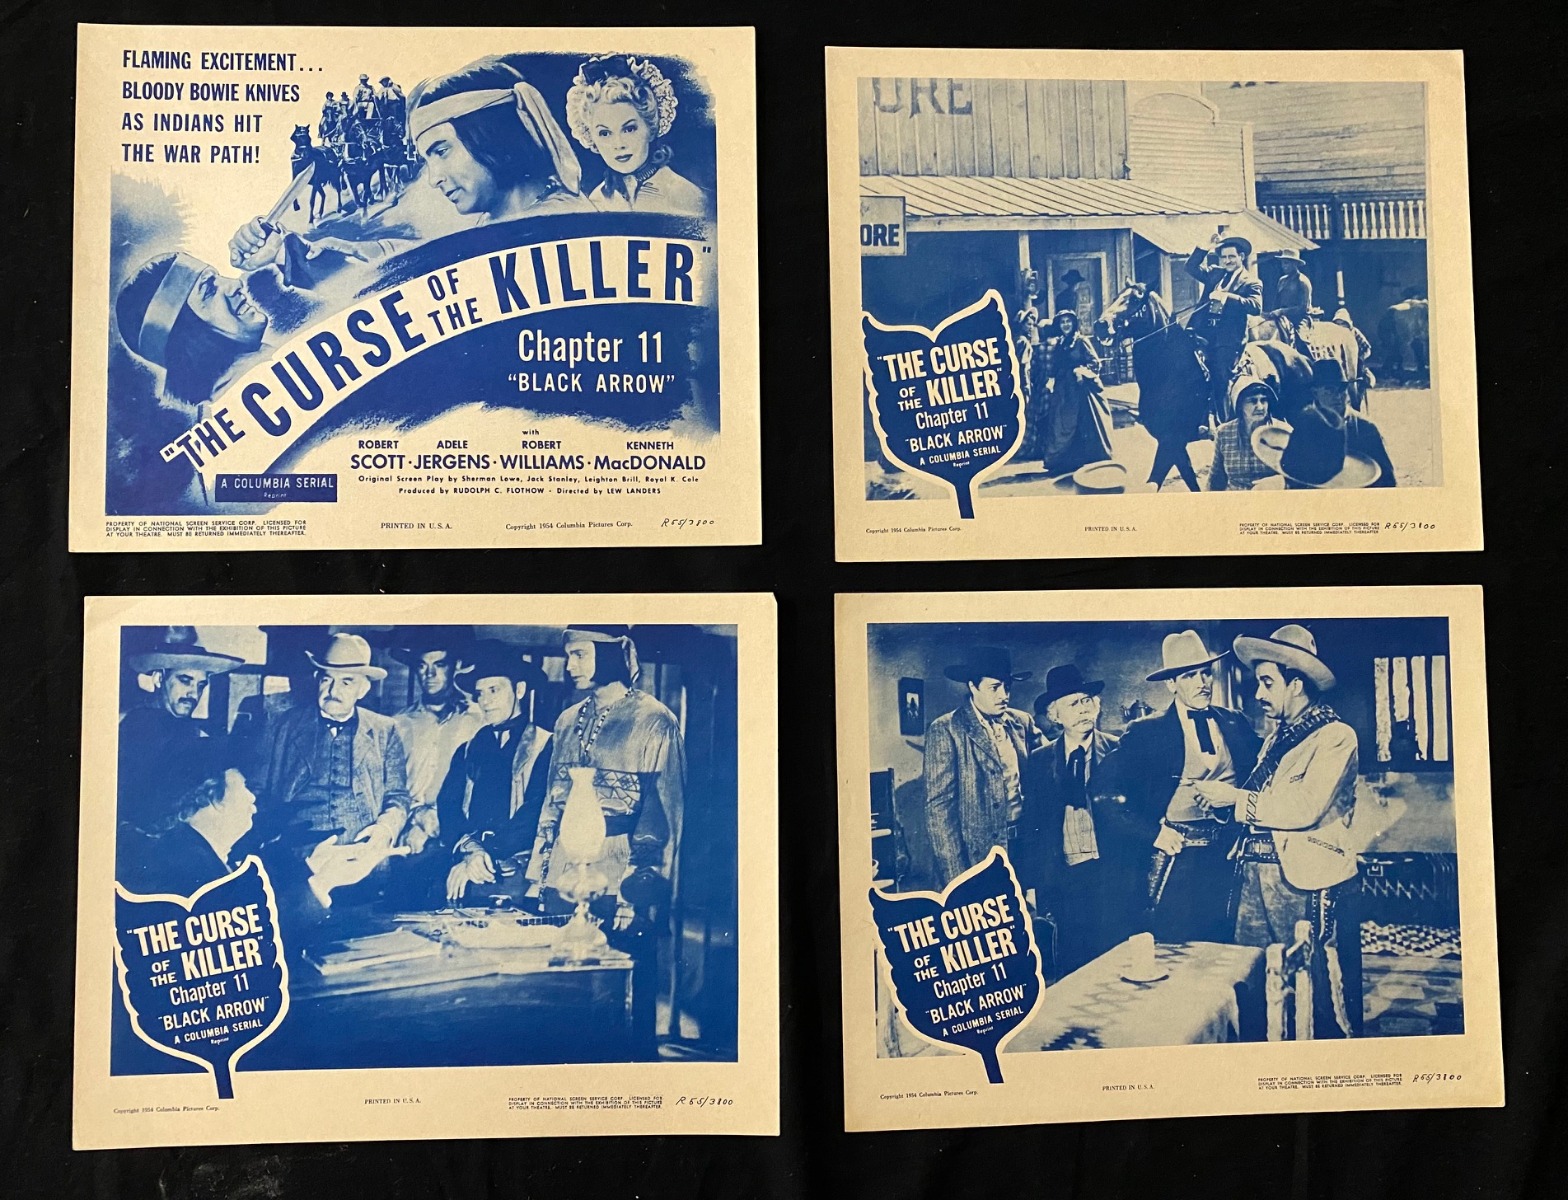 FLAMING EXCITEMENT...
BLOODY BOWIE KNIVES
AS INDIANS HIT
THE WAR PATH!
"THE CURSE OF THE KILLER"
Chapter 11
"BLACK ARROW"
with
ROBERT SCOTT · ADELE JERGENS · ROBERT WILLIAMS · KENNETH MacDONALD
Original Screen Play by Sherman Lowe, Jack Stanley, Leighton Brill, Royal K. Cole
Produced by RUDOLPH C. FLOTHOW · Directed by LEW LANDERS
A COLUMBIA SERIAL
Reprint
PROPERTY OF NATIONAL SCREEN SERVICE CORP. LICENSED FOR
DISPLAY IN CONNECTION WITH THE EXHIBITION OF THIS PICTURE
AT YOUR THEATRE. MUST BE RETURNED IMMEDIATELY THEREAFTER.
PRINTED IN U.S.A.
Copyright 1954 Columbia Pictures Corp.
R55/3800
ORE
ORE
"THE CURSE
OF THE KILLER"
Chapter 11
"BLACK ARROW"
A COLUMBIA SERIAL
Reprint
Copyright 1954 Columbia Pictures Corp.
PRINTED IN U.S.A.
PROPERTY OF NATIONAL SCREEN SERVICE CORP. LICENSED FOR
DISPLAY IN CONNECTION WITH THE EXHIBITION OF THIS PICTURE
AT YOUR THEATRE. MUST BE RETURNED IMMEDIATELY THEREAFTER.
R55/3800
"THE CURSE
OF THE KILLER"
Chapter 11
"BLACK ARROW"
A COLUMBIA SERIAL
Reprint
Copyright 1954 Columbia Pictures Corp.
PRINTED IN U.S.A.
PROPERTY OF NATIONAL SCREEN SERVICE CORP. LICENSED FOR
DISPLAY IN CONNECTION WITH THE EXHIBITION OF THIS PICTURE
AT YOUR THEATRE. MUST BE RETURNED IMMEDIATELY THEREAFTER.
R55/3800
"THE CURSE
OF THE KILLER"
Chapter 11
"BLACK ARROW"
A COLUMBIA SERIAL
Reprint
Copyright 1954 Columbia Pictures Corp.
PRINTED IN U.S.A.
PROPERTY OF NATIONAL SCREEN SERVICE CORP. LICENSED FOR
DISPLAY IN CONNECTION WITH THE EXHIBITION OF THIS PICTURE
AT YOUR THEATRE. MUST BE RETURNED IMMEDIATELY THEREAFTER.
R55/3800